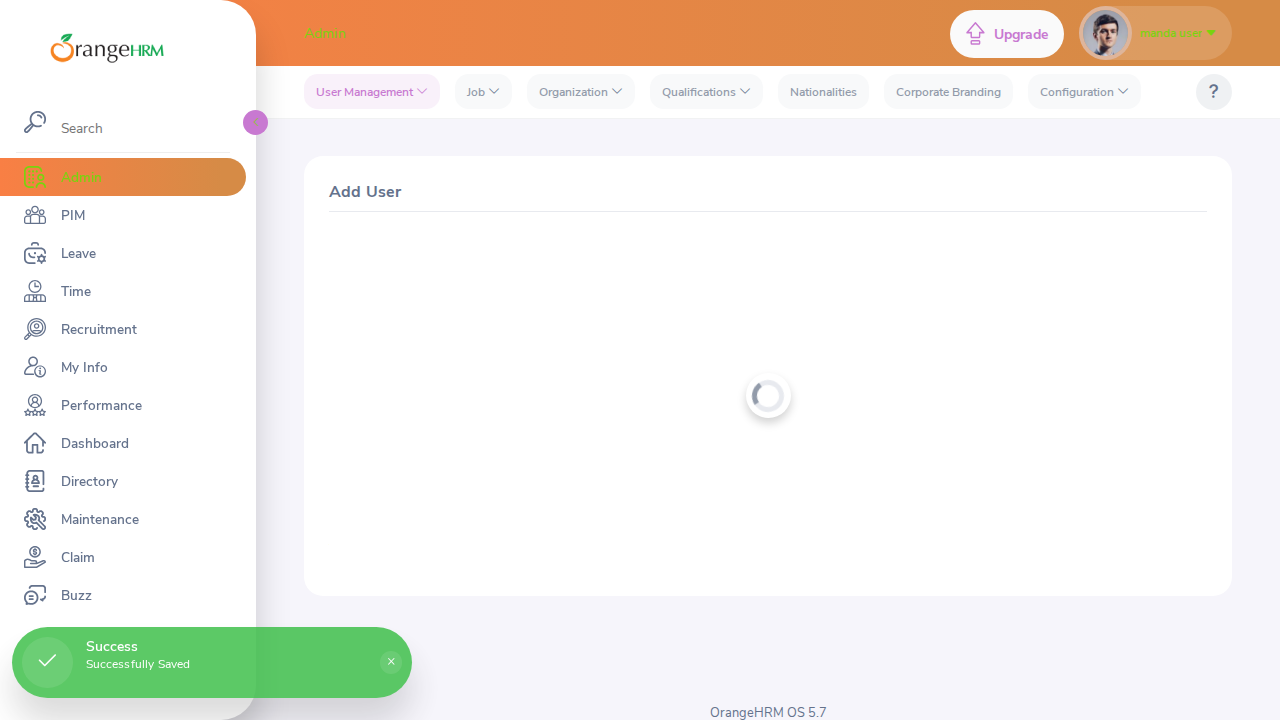 OrangeHRM
Admin
Upgrade
manda user
User Management
Job
Organization
Qualifications
Nationalities
Corporate Branding
Configuration
?
Search
Admin
PIM
Leave
Time
Recruitment
My Info
Performance
Dashboard
Directory
Maintenance
Claim
Buzz
Add User
Success
Successfully Saved
×
OrangeHRM OS 5.7